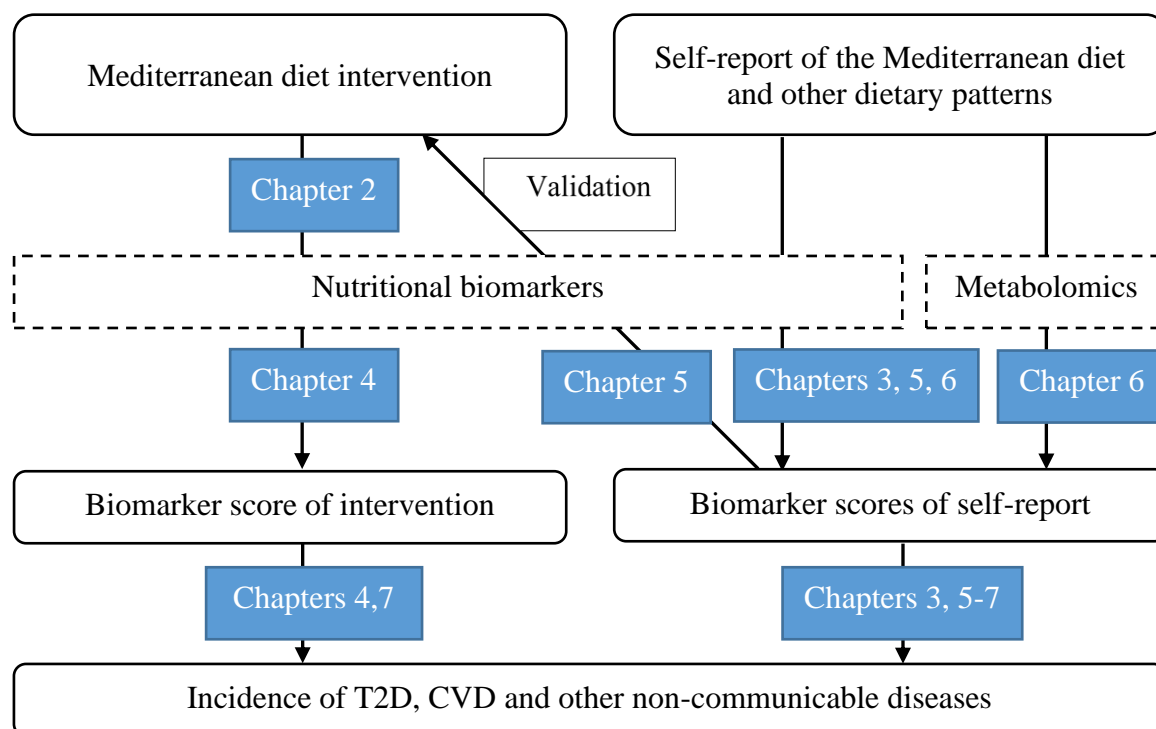 Mediterranean diet intervention
Self-report of the Mediterranean diet
and other dietary patterns
Chapter 2
Validation
Nutritional biomarkers
Metabolomics
Chapter 4
Chapter 5
Chapters 3, 5, 6
Chapter 6
Biomarker score of intervention
Biomarker scores of self-report
Chapters 4,7
Chapters 3, 5-7
Incidence of T2D, CVD and other non-communicable diseases